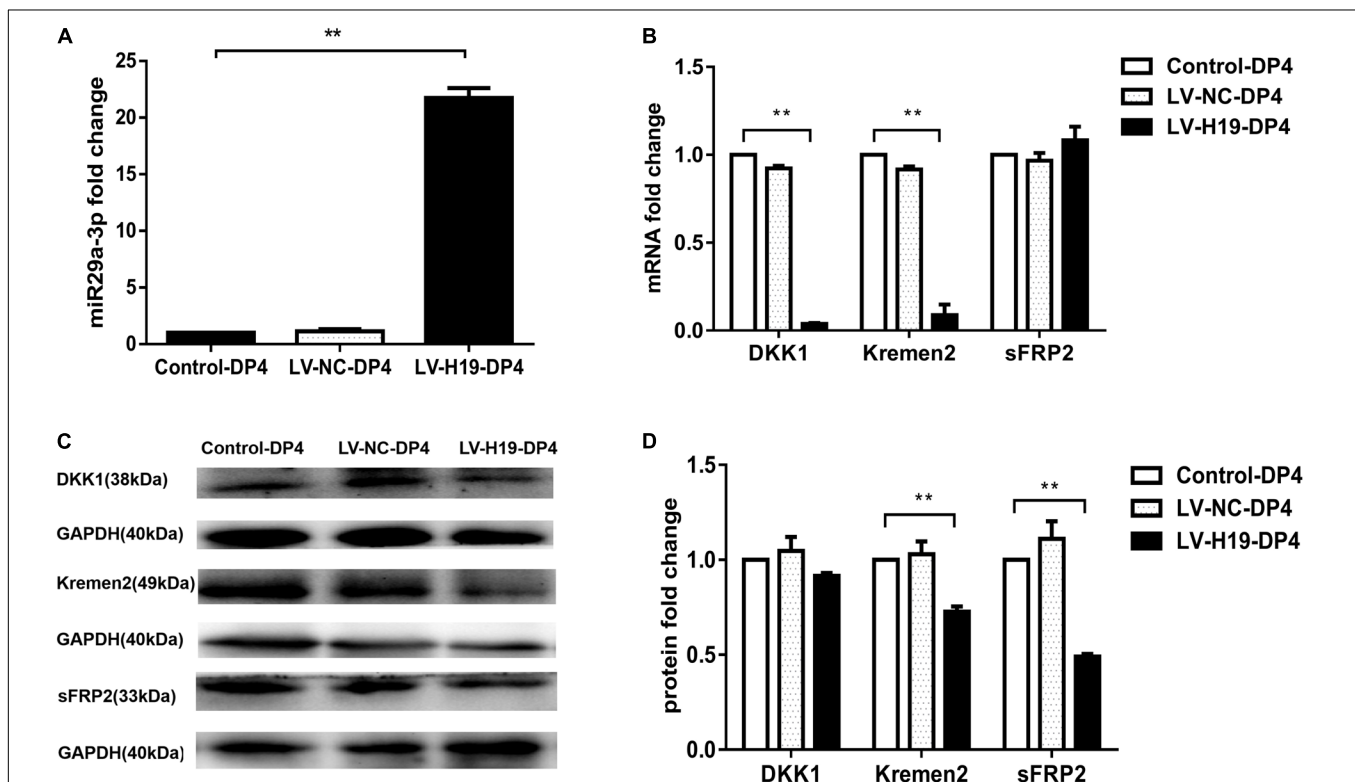 A
**
miR29a-3p fold change
25
20
15
10
5
0
Control-DP4 LV-NC-DP4 LV-H19-DP4
B
mRNA fold change
1.5
1.0
0.5
0.0
** **
DKK1 Kremen2 sFRP2
Control-DP4
LV-NC-DP4
LV-H19-DP4
C
Control-DP4 LV-NC-DP4 LV-H19-DP4
DKK1(38kDa)
GAPDH(40kDa)
Kremen2(49kDa)
GAPDH(40kDa)
sFRP2(33kDa)
GAPDH(40kDa)
D
protein fold change
1.5
1.0
0.5
0.0
** **
DKK1 Kremen2 sFRP2
Control-DP4
LV-NC-DP4
LV-H19-DP4